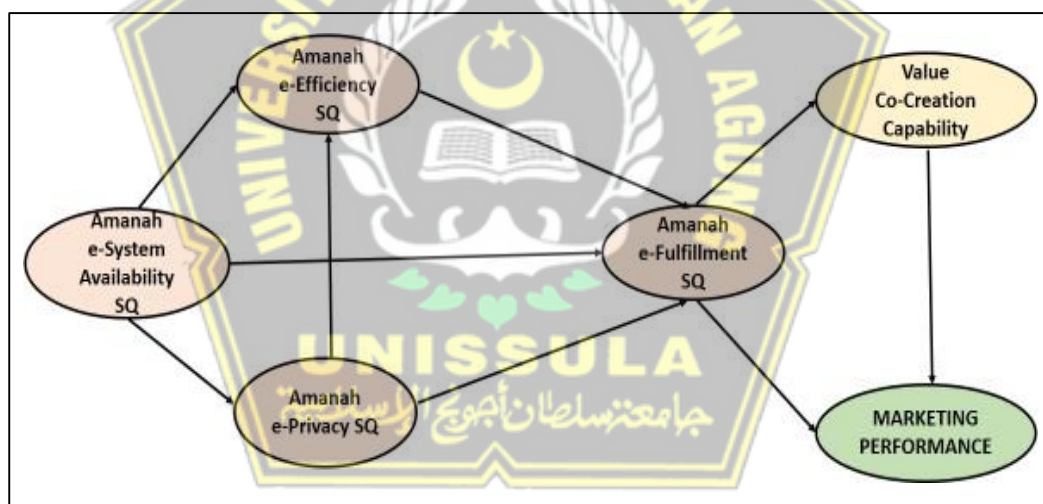 Amanah
e-Efficiency
SQ
Value
Co-Creation
Capability
Amanah
e-System
Availability
SQ
Amanah
e-Fulfillment
SQ
Amanah
e-Privacy SQ
MARKETING
PERFORMANCE
UNISSULA
جامعة سلطان أجونج الإسلامية
AGUNG